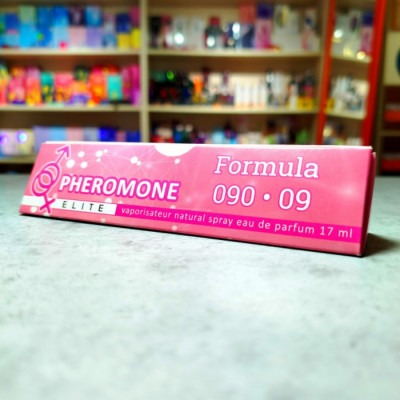 PHEROMONE
ELITE
Formula
090 • 09
vaporisateur natural spray eau de parfum 17 ml